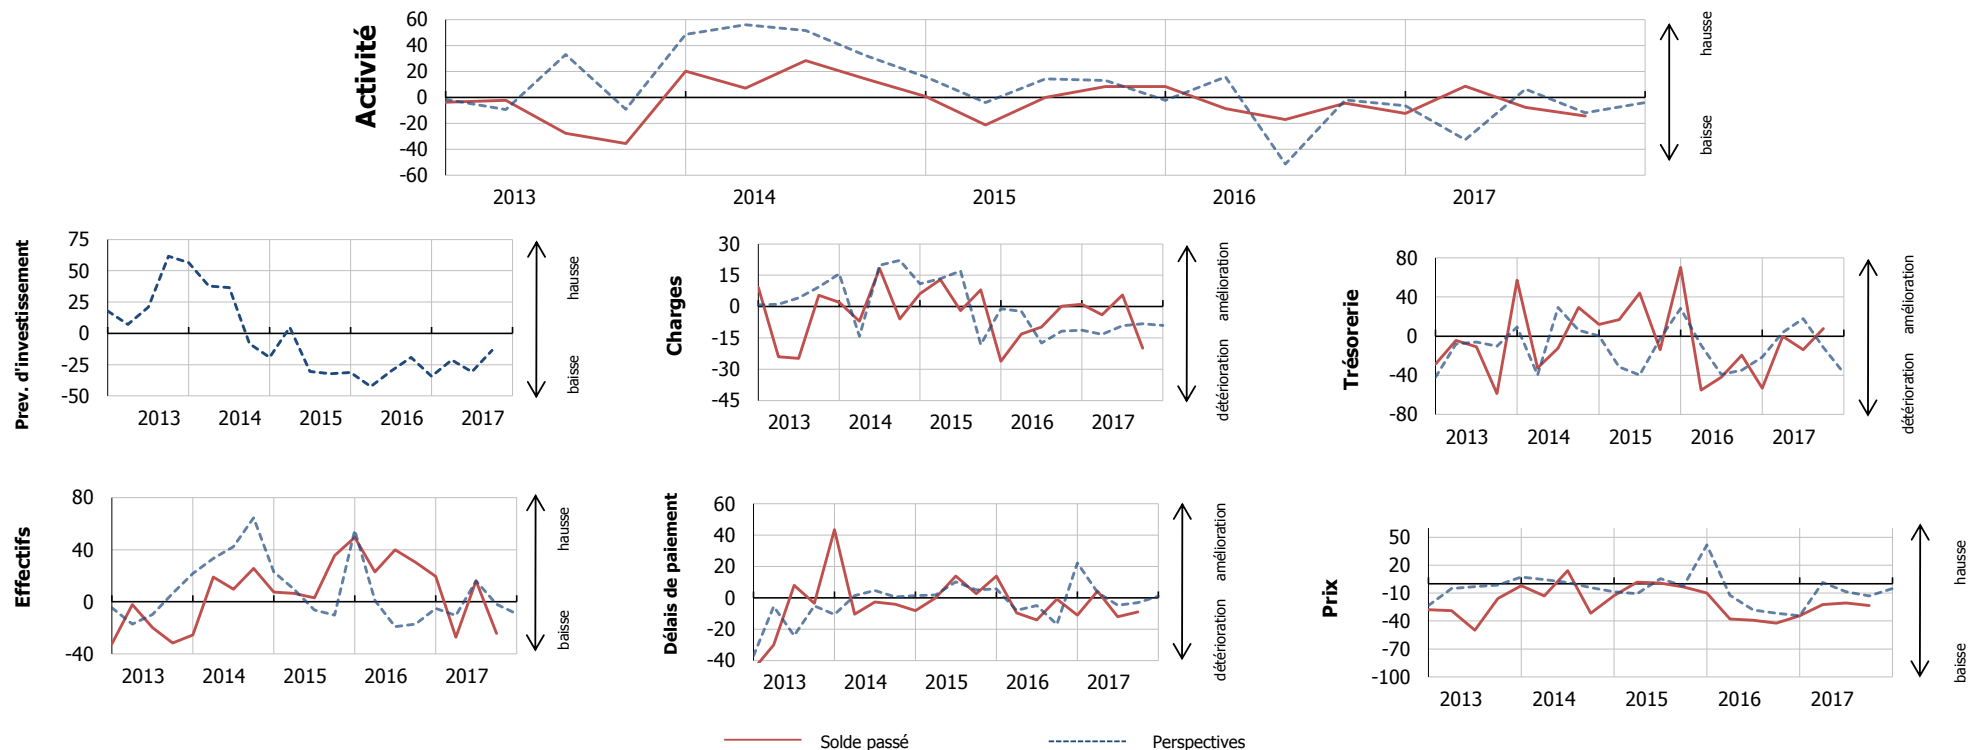 Activité
60
40
20
0
-20
-40
-60
2013 2014 2015 2016 2017
hausse
baisse
Prev. d'investissement
75
50
25
0
-25
-50
2013 2014 2015 2016 2017
hausse
baisse
Charges
30
15
0
-15
-30
-45
2013 2014 2015 2016 2017
amélioration
détérioration
Trésorerie
80
40
0
-40
-80
2013 2014 2015 2016 2017
amélioration
détérioration
Effectifs
80
40
0
-40
2013 2014 2015 2016 2017
hausse
baisse
Délais de paiement
60
40
20
0
-20
-40
2013 2014 2015 2016 2017
amélioration
détérioration
Prix
50
20
-10
-40
-70
-100
2013 2014 2015 2016 2017
hausse
baisse
Solde passé Perspectives